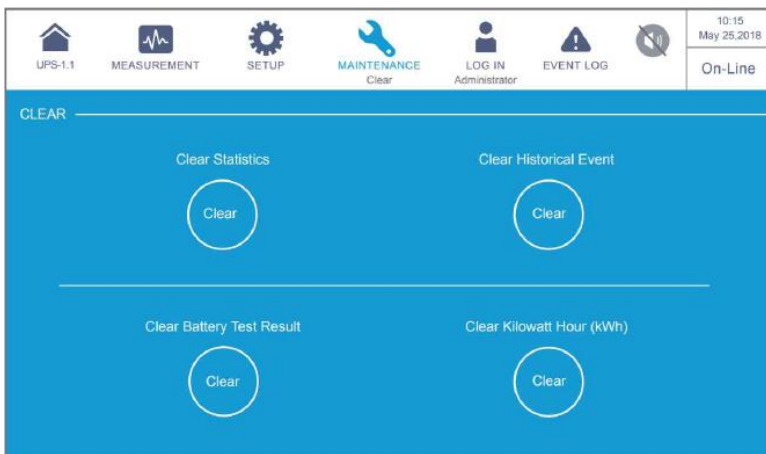 10:15
May 25,2018
UPS-1.1 MEASUREMENT SETUP MAINTENANCE LOG IN EVENT LOG
Clear Administrator
On-Line
CLEAR
Clear Statistics Clear Historical Event
Clear Clear
Clear Battery Test Result Clear Kilowatt Hour (kWh)
Clear Clear